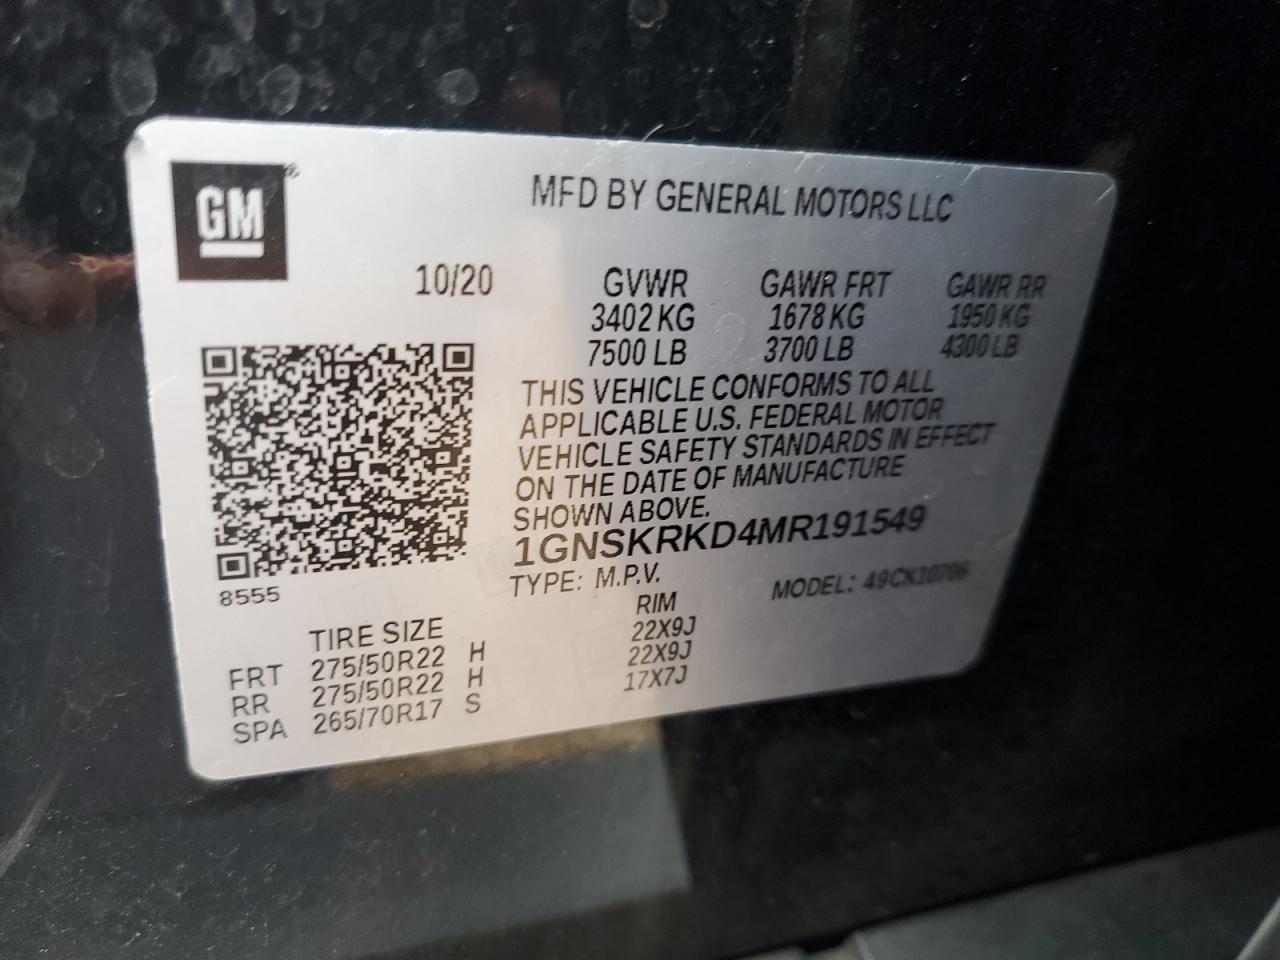 GM®
MFD BY GENERAL MOTORS LLC
10/20 GVWR GAWR FRT GAWR RR
3402 KG 1678 KG 1950 KG
7500 LB 3700 LB 4300 LB
THIS VEHICLE CONFORMS TO ALL
APPLICABLE U.S. FEDERAL MOTOR
VEHICLE SAFETY STANDARDS IN EFFECT
ON THE DATE OF MANUFACTURE
SHOWN ABOVE.
1GNSKRKD4MR191549
8555
TYPE: M.P.V. MODEL: 49CK10706
TIRE SIZE RIM
FRT 275/50R22 H 22X9J
RR 275/50R22 H 22X9J
SPA 265/70R17 S 17X7J